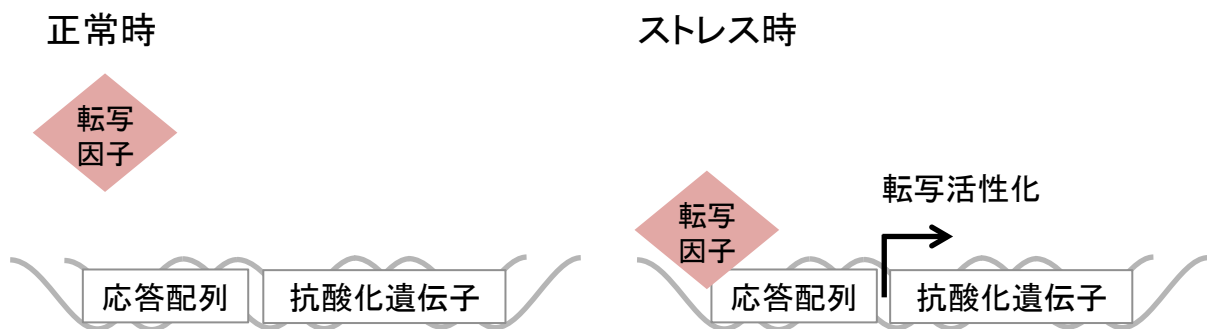 正常時
転写
因子
応答配列
抗酸化遺伝子
ストレス時
転写活性化
転写
因子
応答配列
抗酸化遺伝子